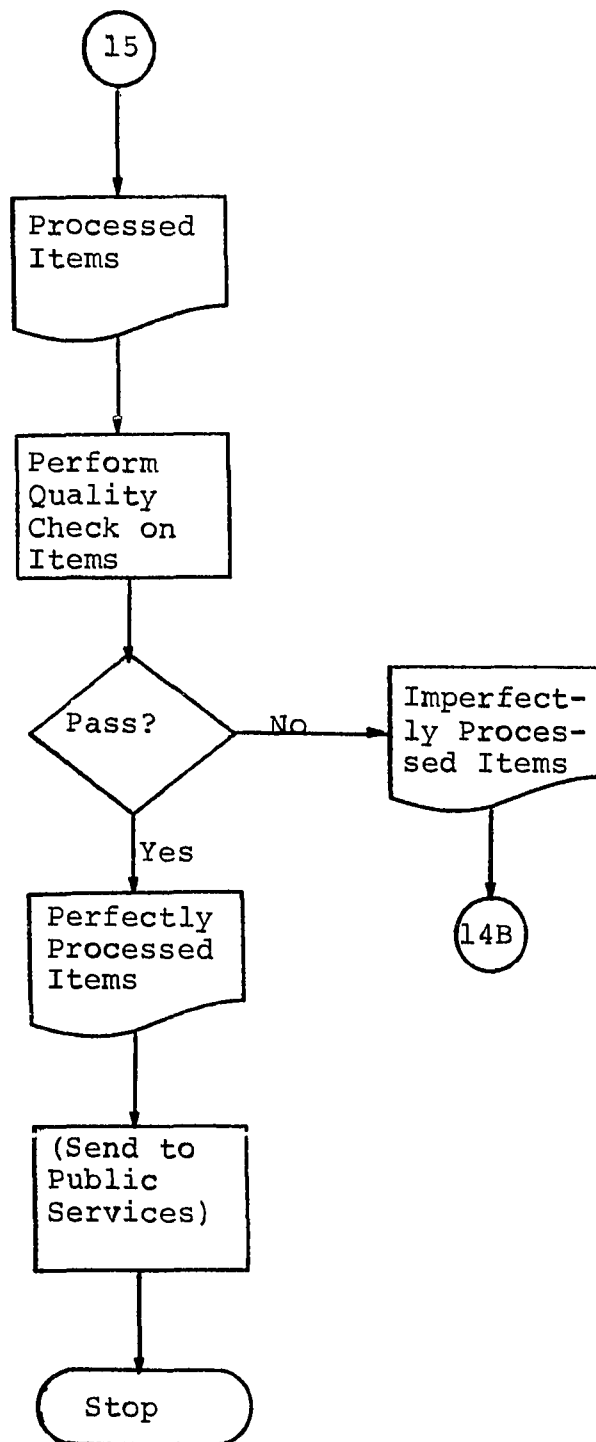 15
Processed
Items
Perform
Quality
Check on
Items
Pass?
No
Imperfect-
ly Proces-
sed Items
Yes
14B
Perfectly
Processed
Items
(Send to
Public
Services)
Stop